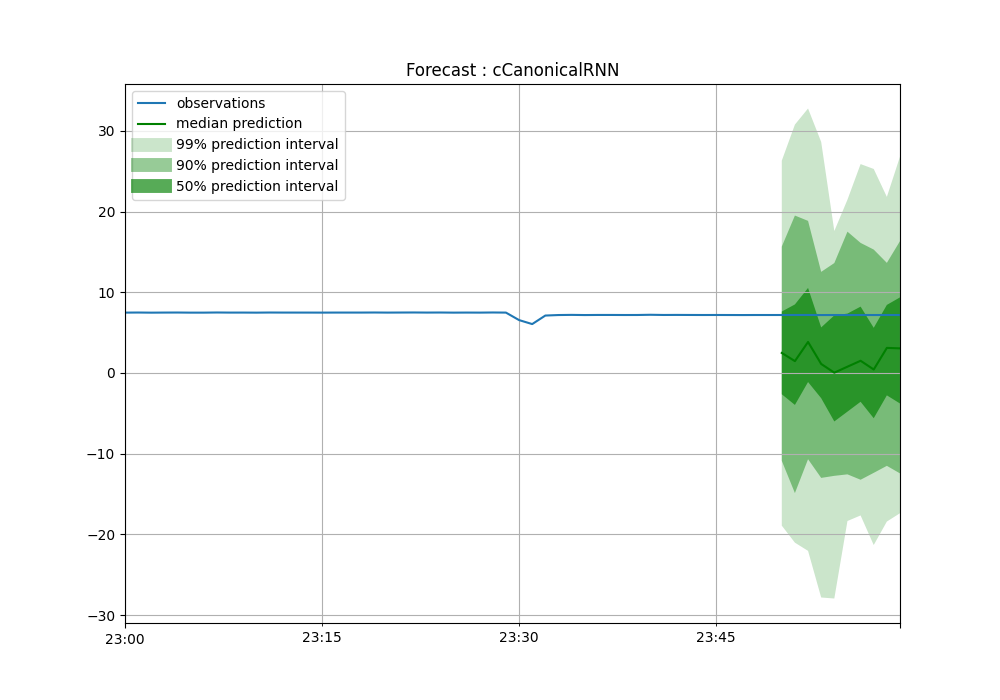 Forecast : cCanonicalRNN
observations
median prediction
99% prediction interval
90% prediction interval
50% prediction interval
30
20
10
0
−10
−20
−30
23:00
23:15
23:30
23:45